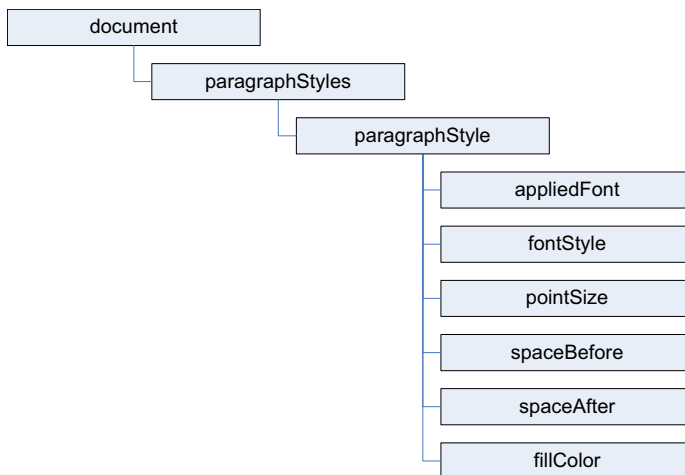 document
paragraphStyles
paragraphStyle
appliedFont
fontStyle
pointSize
spaceBefore
spaceAfter
fillColor